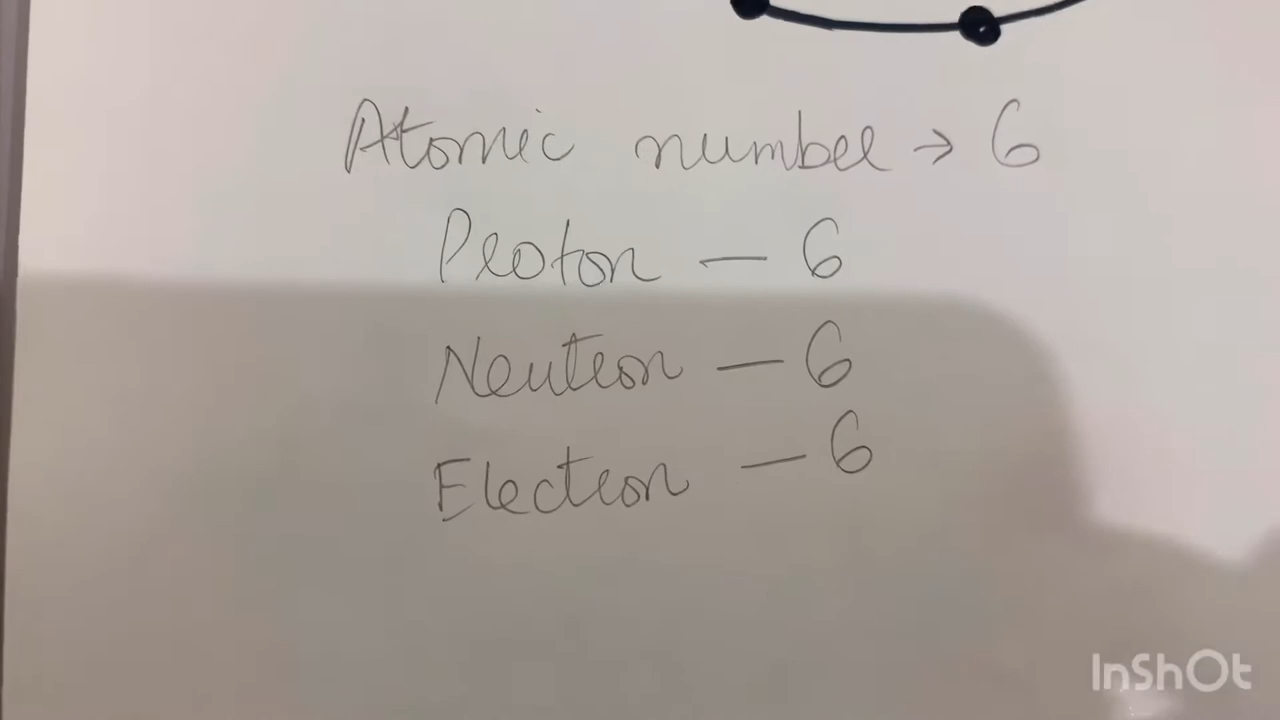 Atomic number → 6
Proton — 6
Neutron — 6
Electron — 6
InShOt